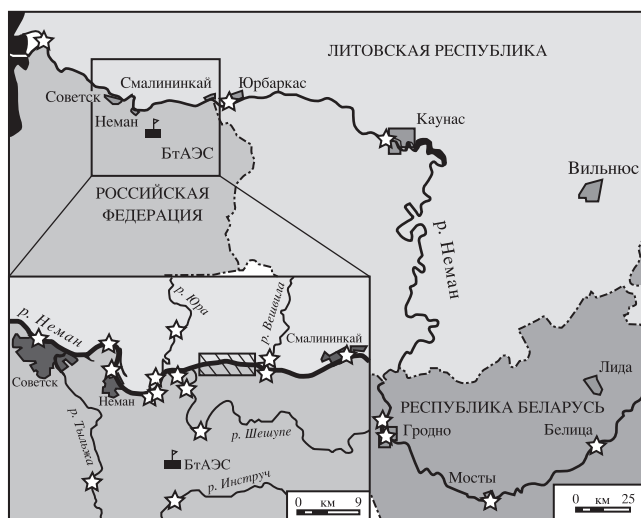 ЛИТОВСКАЯ РЕСПУБЛИКА
Смалининкай
Юрбаркас
Советск
Неман
Каунас
БтАЭС
Вильнюс
РОССИЙСКАЯ
ФЕДЕРАЦИЯ
р. Неман
р. Неман
р. Юра
р. Вешвила
Смалининкай
Советск
Неман
Лида
РЕСПУБЛИКА БЕЛАРУСЬ
Гродно
Белица
р. Тыльжа
р. Шешупе
БтАЭС
Мосты
р. Инструч
0 км 9
0 км 25